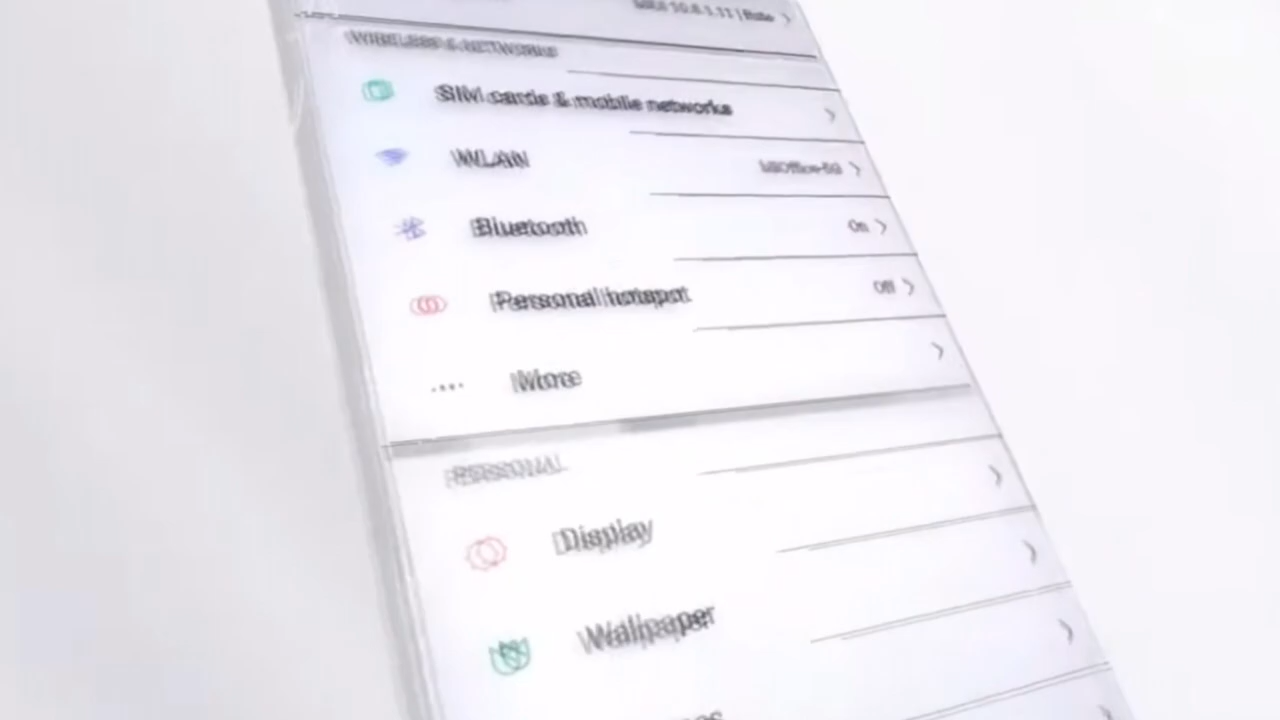 WIRELESS & NETWORKS
SIM cards & mobile networks
WLAN
Bluetooth On
Personal hotspot Off
More
PERSONAL
Display
Wallpaper